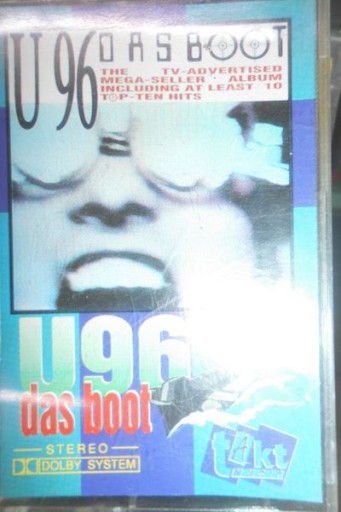 U 96 DAS BOOT
THE TV-ADVERTISED
MEGA-SELLER ALBUM
INCLUDING AT LEAST 10
TOP-TEN HITS
U96
das boot
STEREO
DOLBY SYSTEM
takt